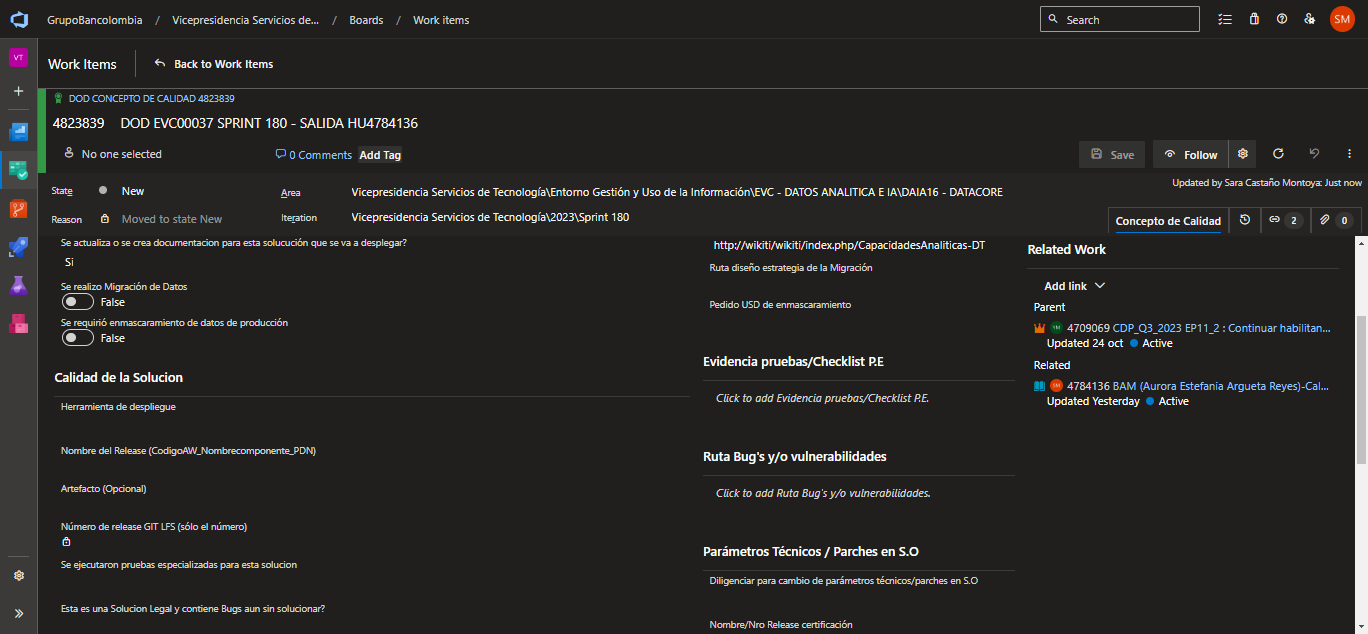 GrupoBancolombia / Vicepresidencia Servicios de... / Boards / Work items
Search
SM
VT
Work Items
Back to Work Items
DOD CONCEPTO DE CALIDAD 4823839
4823839 DOD EVC00037 SPRINT 180 - SALIDA HU4784136
No one selected
0 Comments
Add Tag
Save
Follow
State
New
Area
Vicepresidencia Servicios de Tecnología\Entorno Gestión y Uso de la Información\EVC - DATOS ANALITICA E IA\DAIA16 - DATACORE
Updated by Sara Castaño Montoya: Just now
Reason
Moved to state New
Iteration
Vicepresidencia Servicios de Tecnología\2023\Sprint 180
Concepto de Calidad
2
0
Se actualiza o se crea documentacion para esta solucución que se va a desplegar?
Si
Se realizo Migración de Datos
False
Se requirió enmascaramiento de datos de producción
False
Calidad de la Solucion
Herramienta de despliegue
Nombre del Release (CodigoAW_Nombrecomponente_PDN)
Artefacto (Opcional)
Número de release GIT LFS (sólo el número)
Se ejecutaron pruebas especializadas para esta solucion
Esta es una Solucion Legal y contiene Bugs aun sin solucionar?
http://wikiti/wikiti/index.php/CapacidadesAnaliticas-DT
Ruta diseño estrategia de la Migración
Pedido USD de enmascaramiento
Evidencia pruebas/Checklist P.E
Click to add Evidencia pruebas/Checklist P.E.
Ruta Bug's y/o vulnerabilidades
Click to add Ruta Bug's y/o vulnerabilidades.
Parámetros Técnicos / Parches en S.O
Diligenciar para cambio de parámetros técnicos/parches en S.O
Nombre/Nro Release certificación
Related Work
Add link
Parent
4709069 CDP_Q3_2023 EP11_2 : Continuar habilitan...
Updated 24 oct
Active
Related
SM
4784136 BAM (Aurora Estefania Argueta Reyes)-Cal...
Updated Yesterday
Active